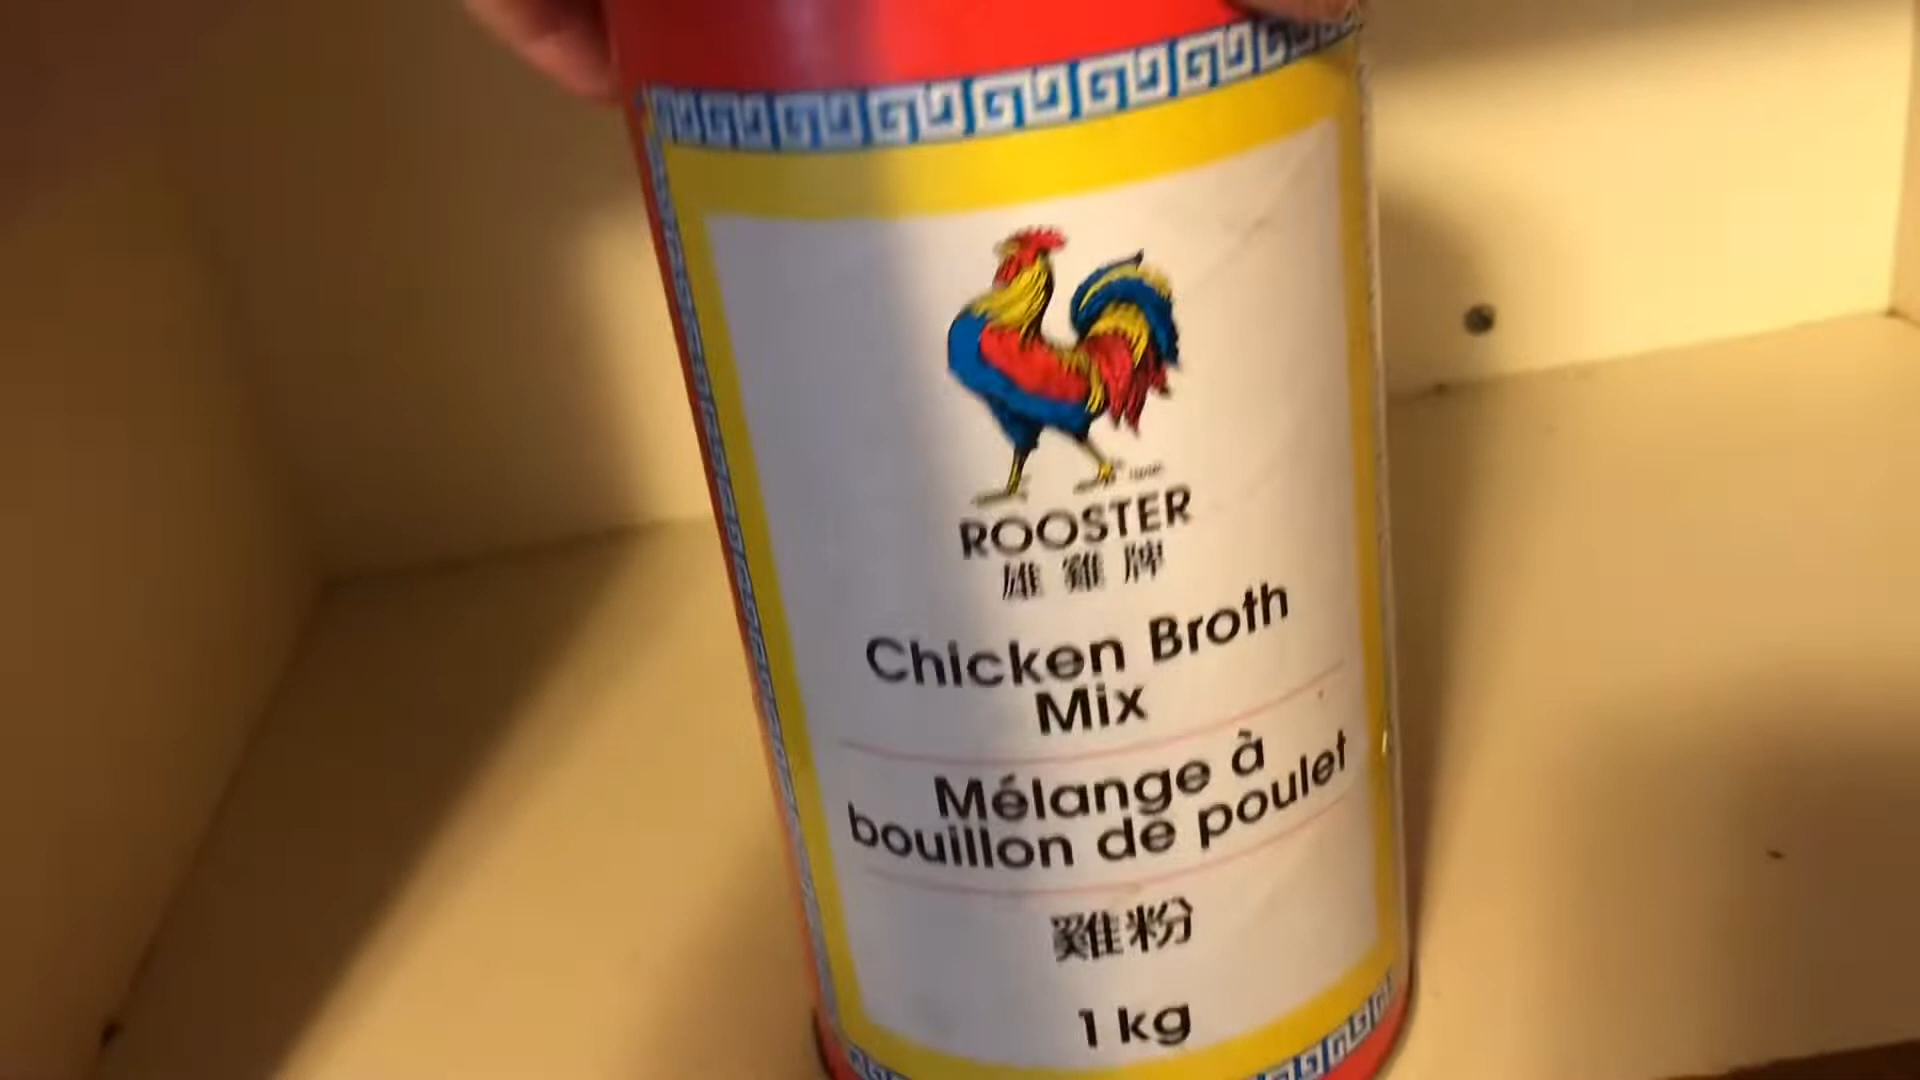 ROOSTER
雄雞牌
Chicken Broth
Mix
Mélange à
bouillon de poulet
雞粉
1 kg